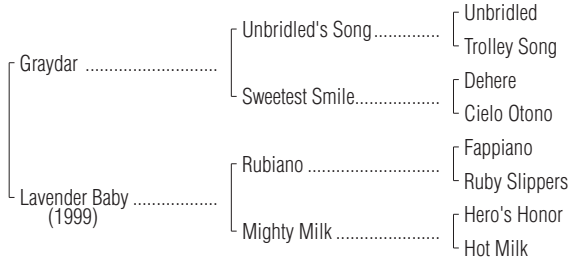 Unbridled
Unbridled's Song..............
Trolley Song
Graydar ............................
Dehere
Sweetest Smile..................
Cielo Otono
Fappiano
Rubiano ............................
Ruby Slippers
Lavender Baby ..................
(1999)
Hero's Honor
Mighty Milk ......................
Hot Milk